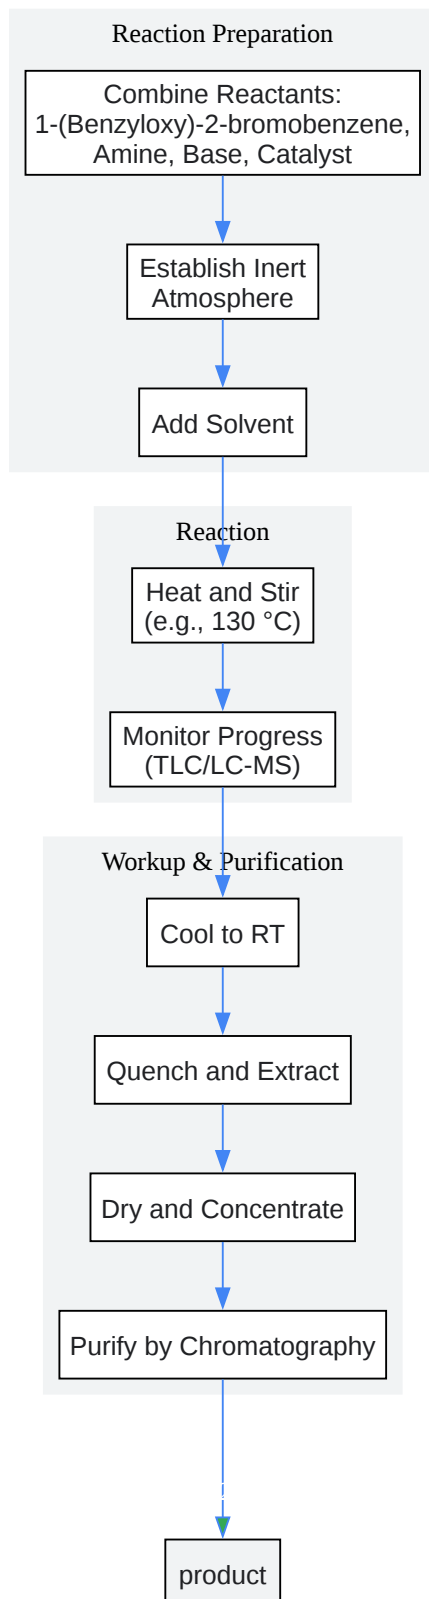 Reaction Preparation
Combine Reactants:
1-(Benzyloxy)-2-bromobenzene,
Amine, Base, Catalyst
Establish Inert
Atmosphere
Add Solvent
Reaction
Heat and Stir
(e.g., 130 °C)
Monitor Progress
(TLC/LC-MS)
Workup & Purification
Cool to RT
Quench and Extract
Dry and Concentrate
Purify by Chromatography
product